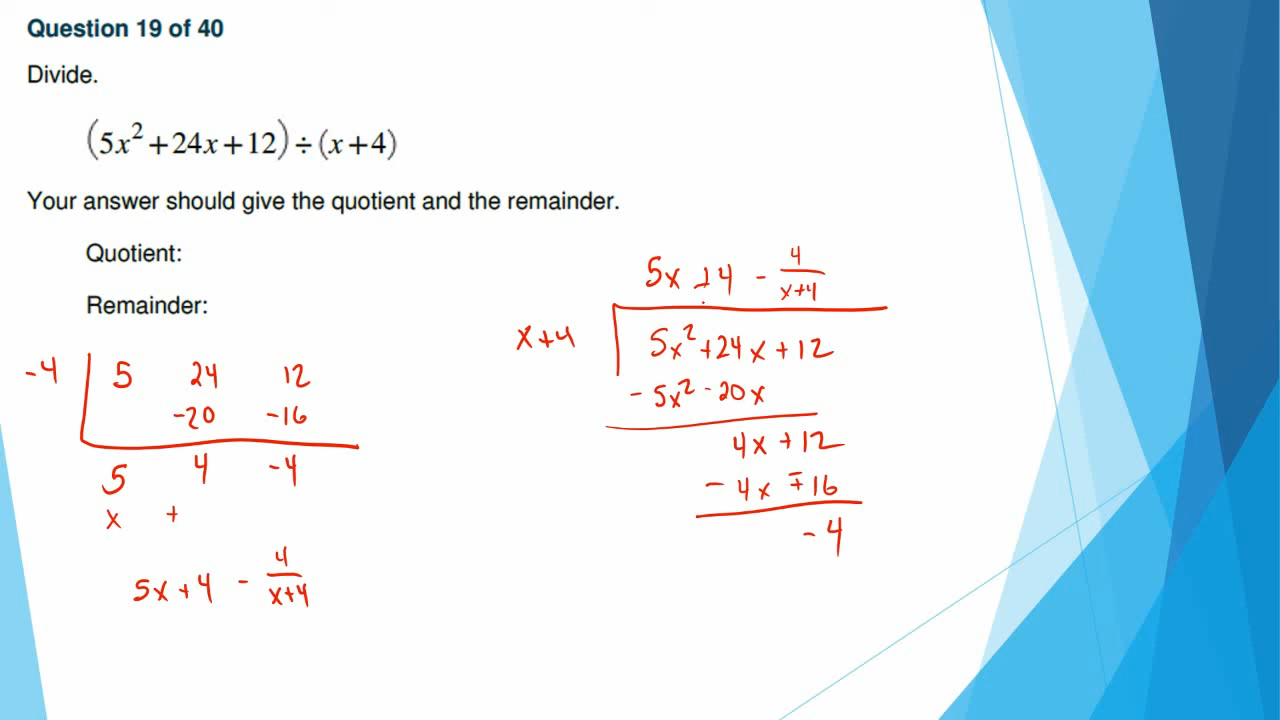 Question 19 of 40
Divide.
(5x²+24x+12)÷(x+4)
Your answer should give the quotient and the remainder.
Quotient:
Remainder:
-4 | 5 24 12
-20 -16
5 4 -4
x +
5x+4 - 4/(x+4)
5x+4 - 4/(x+4)
x+4 | 5x²+24x+12
- 5x² - 20x
4x+12
- 4x ∓ 16
-4